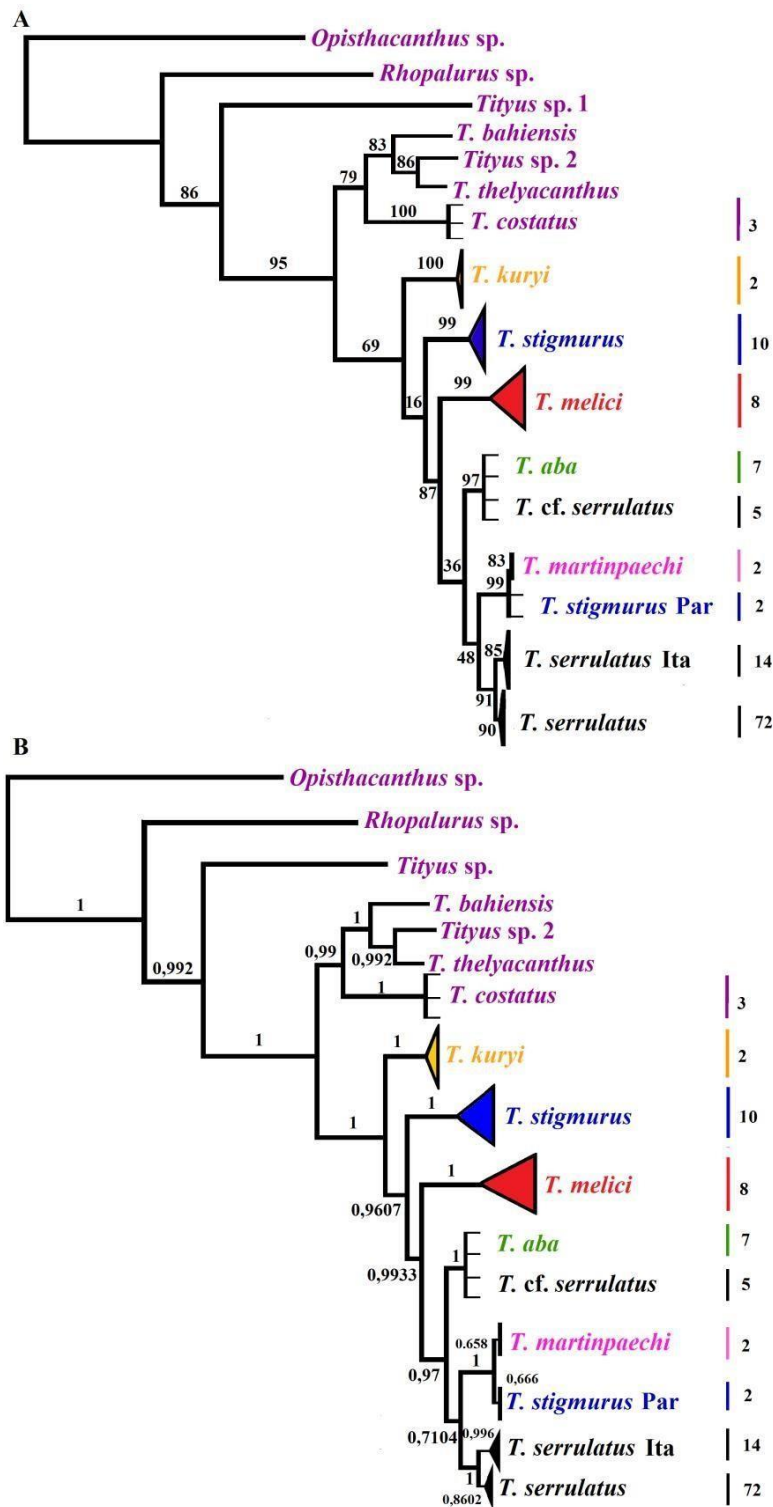 A
Opisthacanthus sp.
Rhopalurus sp.
Tityus sp. 1
86
T. bahiensis
83
Tityus sp. 2
86
79
T. thelyacanthus
100
T. costatus
3
95
100
T. kuryi
2
99
T. stigmurus
10
69
99
T. melici
8
16
T. aba
7
97
87
T. cf. serrulatus
5
83
T. martinpaechi
2
36
99
T. stigmurus Par
2
48
85
T. serrulatus Ita
14
91
90
T. serrulatus
72
B
Opisthacanthus sp.
Rhopalurus sp.
Tityus sp.
1
T. bahiensis
1
Tityus sp. 2
0,99
0,992
T. thelyacanthus
0,992
1
T. costatus
3
1
1
T. kuryi
2
1
T. stigmurus
10
1
1
T. melici
8
0,9607
T. aba
7
1
0,9933
T. cf. serrulatus
5
0.658
T. martinpaechi
2
1
0,666
0,97
T. stigmurus Par
2
0,7104
0,996
T. serrulatus Ita
14
1
0,8602
T. serrulatus
72